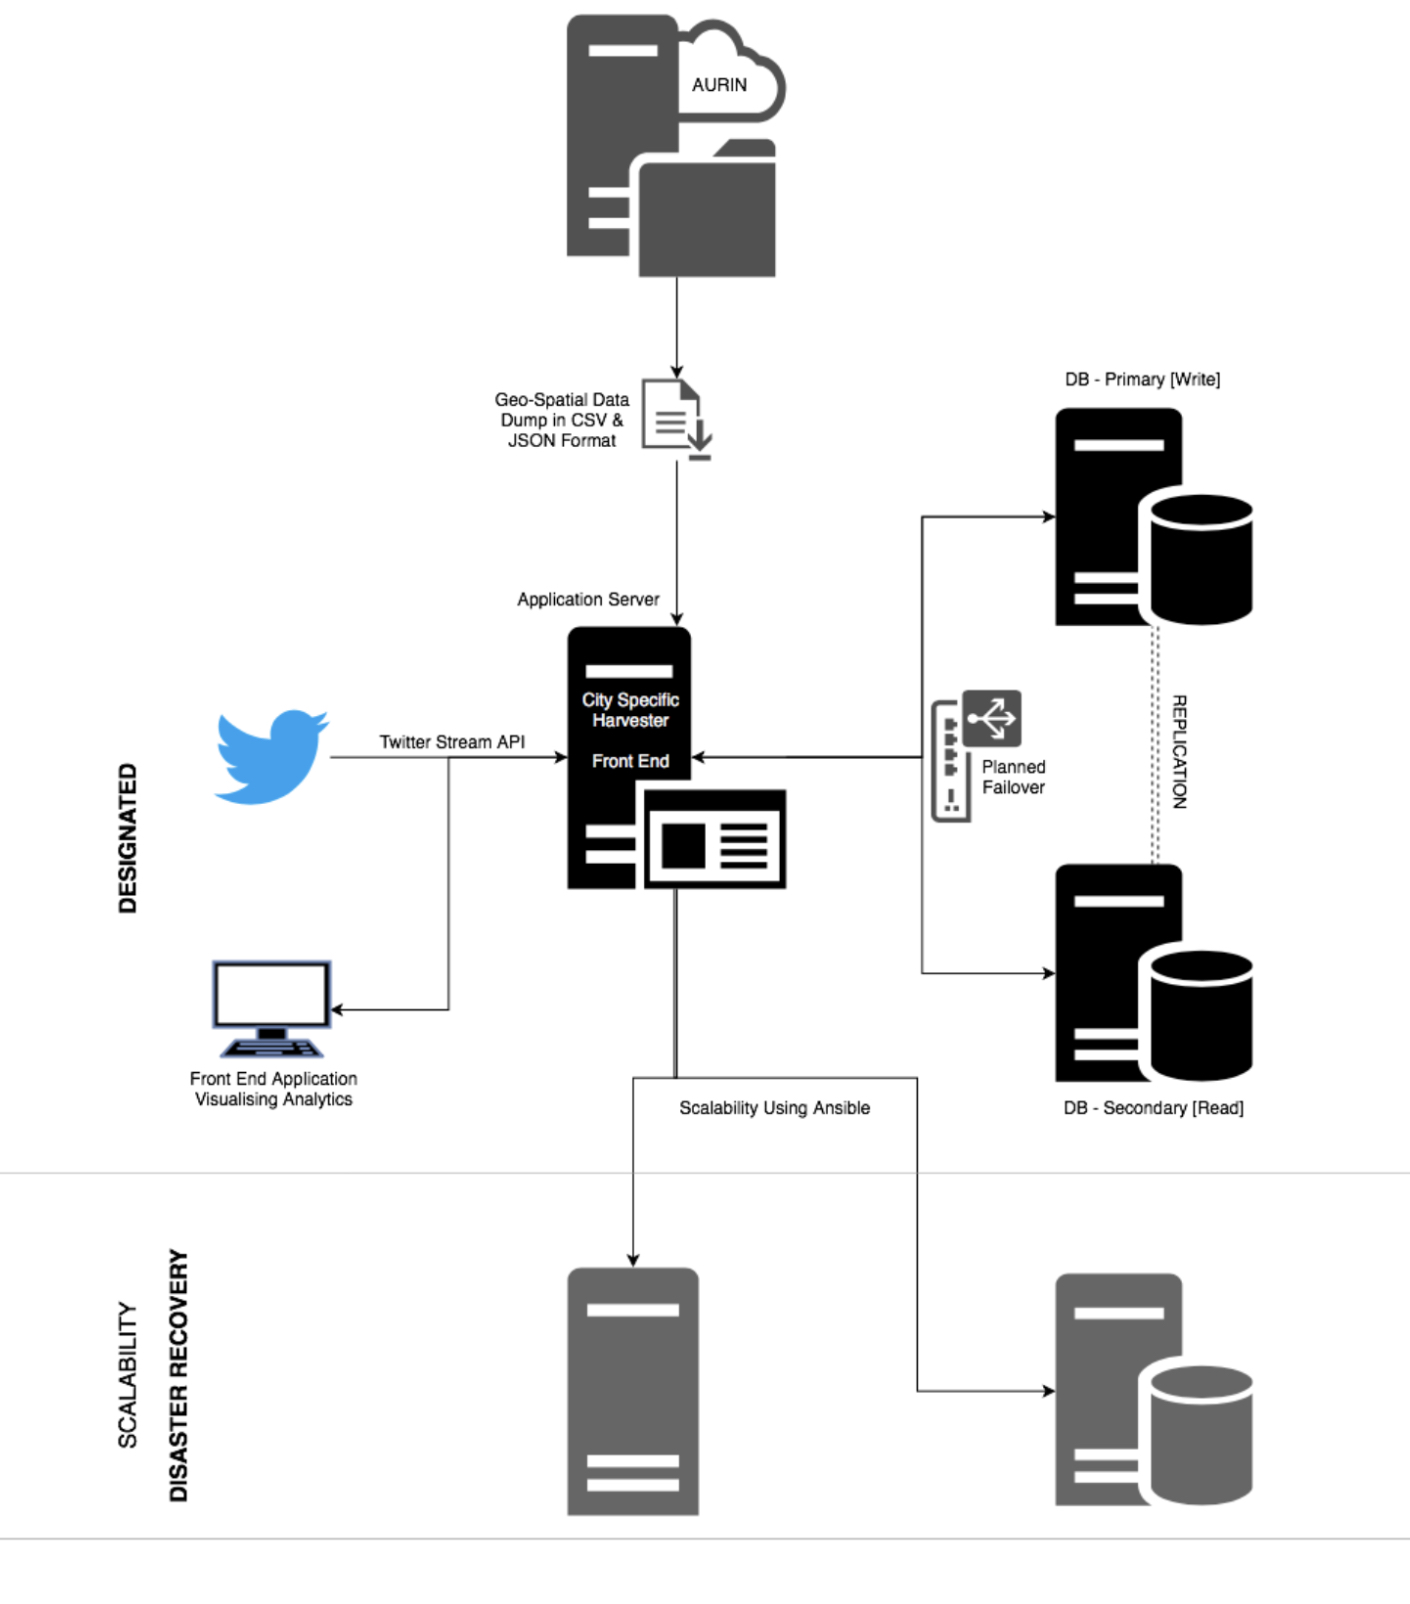 AURIN
Geo-Spatial Data
Dump in CSV &
JSON Format
DB - Primary [Write]
Application Server
City Specific
Harvester
Front End
Twitter Stream API
Planned
Failover
REPLICATION
DESIGNATED
Front End Application
Visualising Analytics
Scalability Using Ansible
DB - Secondary [Read]
SCALABILITY
DISASTER RECOVERY